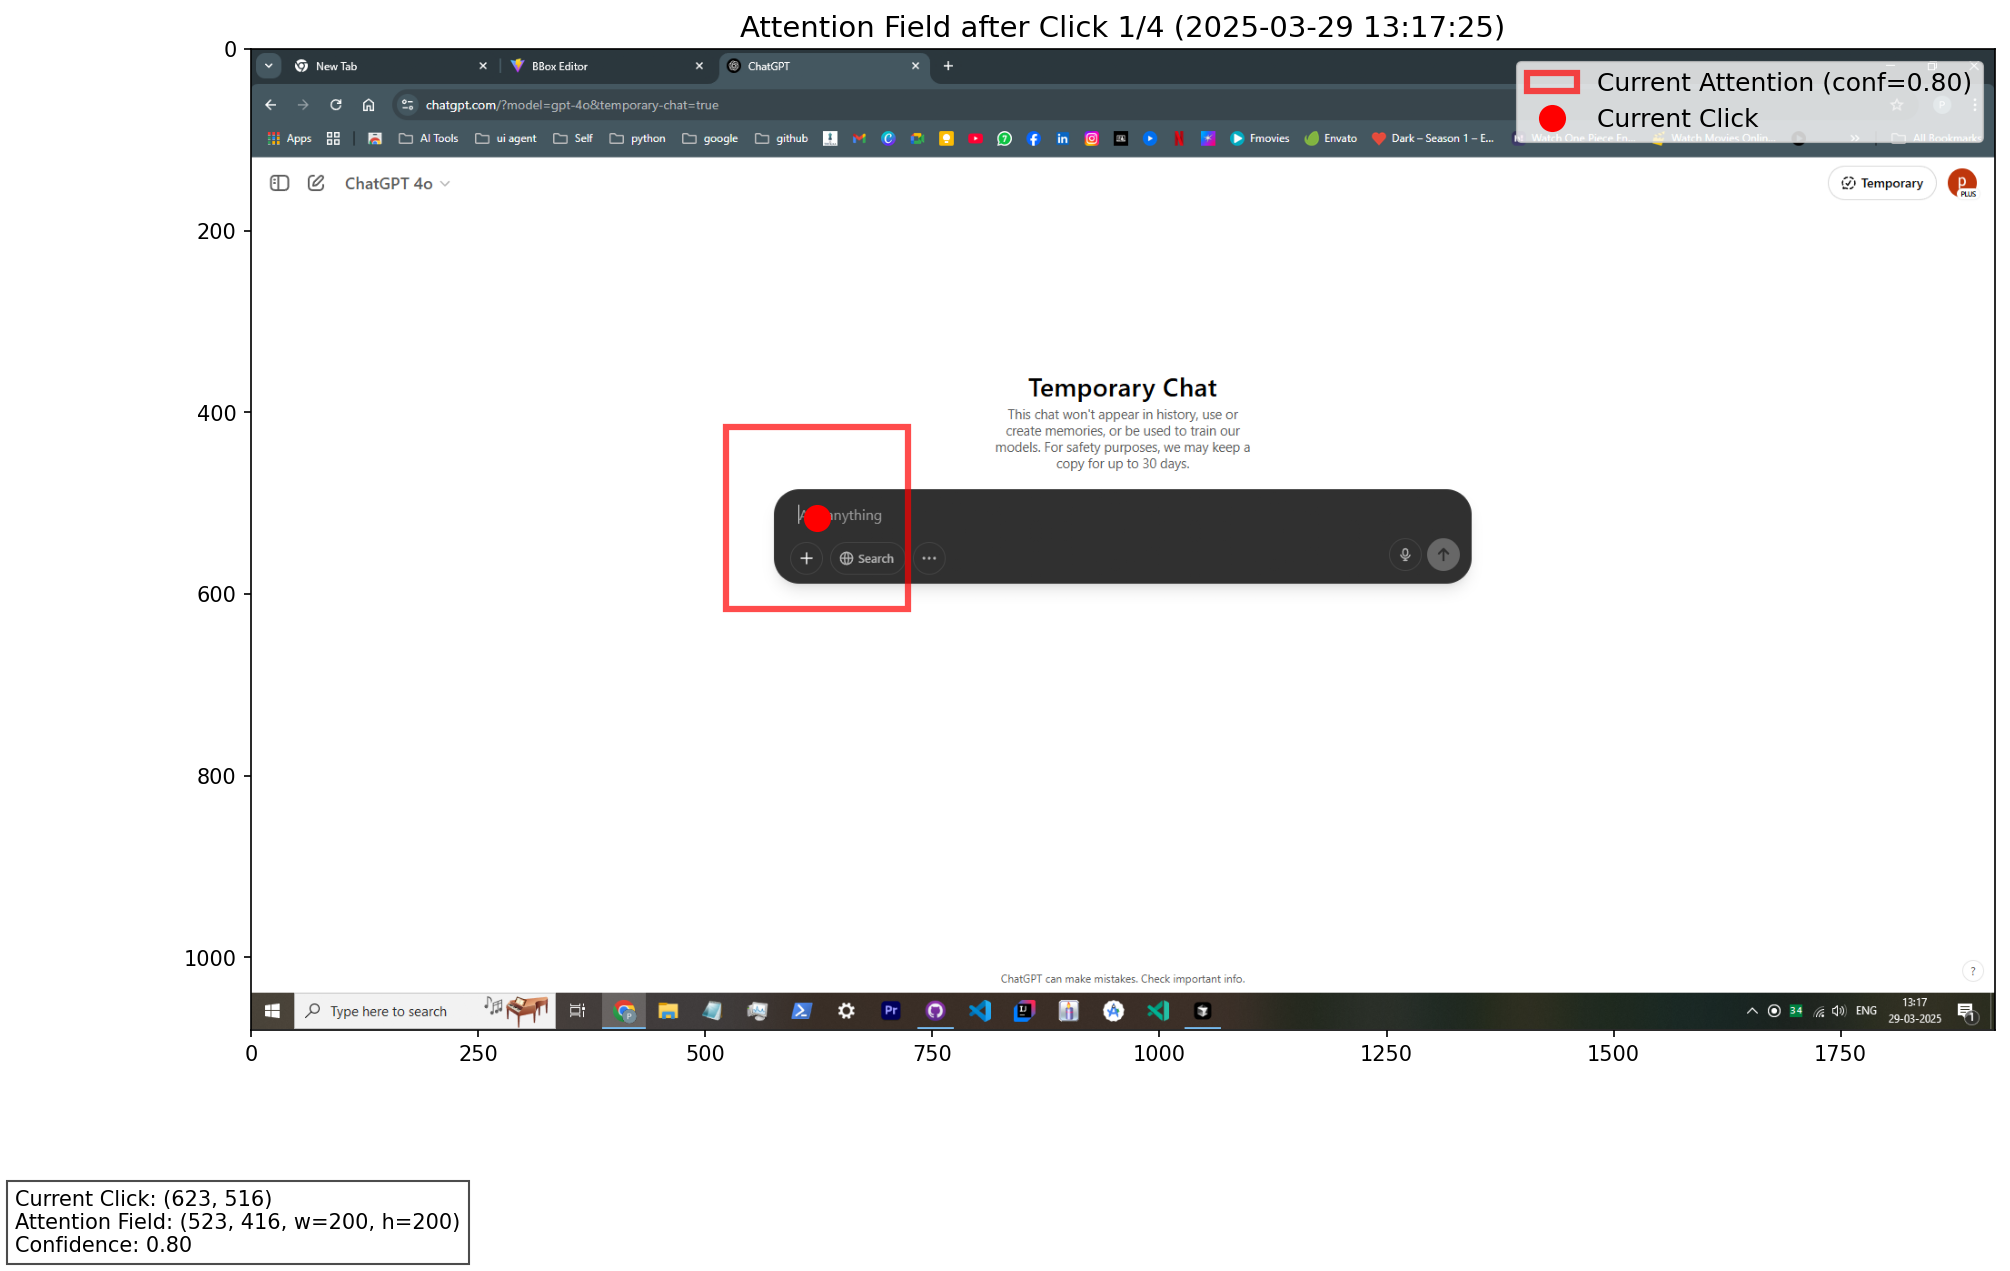 Attention Field after Click 1/4 (2025-03-29 13:17:25)
New Tab
BBox Editor
ChatGPT
Current Attention (conf=0.80)
Current Click
chatgpt.com/?model=gpt-4o&temporary-chat=true
Apps
AI Tools
ui agent
Self
python
google
github
Fmovies
Envato
Dark – Season 1 – E...
Watch One Piece En...
Watch Movies Onlin...
All Bookmarks
ChatGPT 4o
Temporary
P
PLUS
Temporary Chat
This chat won't appear in history, use or
create memories, or be used to train our
models. For safety purposes, we may keep a
copy for up to 30 days.
anything
Search
ChatGPT can make mistakes. Check important info.
?
Type here to search
Pr
34
ENG
13:17
29-03-2025
1
0
200
400
600
800
1000
0
250
500
750
1000
1250
1500
1750
Current Click: (623, 516)
Attention Field: (523, 416, w=200, h=200)
Confidence: 0.80